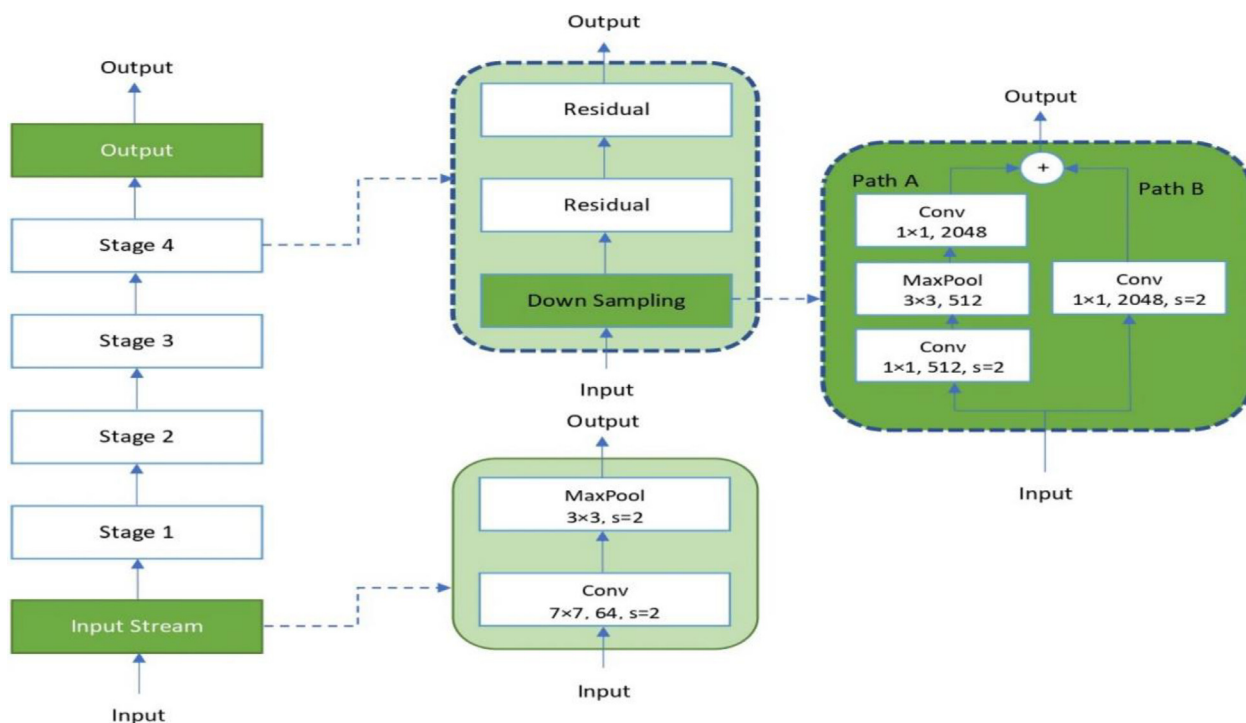 Output
Output
Stage 4
Stage 3
Stage 2
Stage 1
Input Stream
Input
Output
Residual
Residual
Down Sampling
Input
Output
MaxPool
3×3, s=2
Conv
7×7, 64, s=2
Input
Output
+
Path A
Path B
Conv
1×1, 2048
MaxPool
3×3, 512
Conv
1×1, 512, s=2
Conv
1×1, 2048, s=2
Input